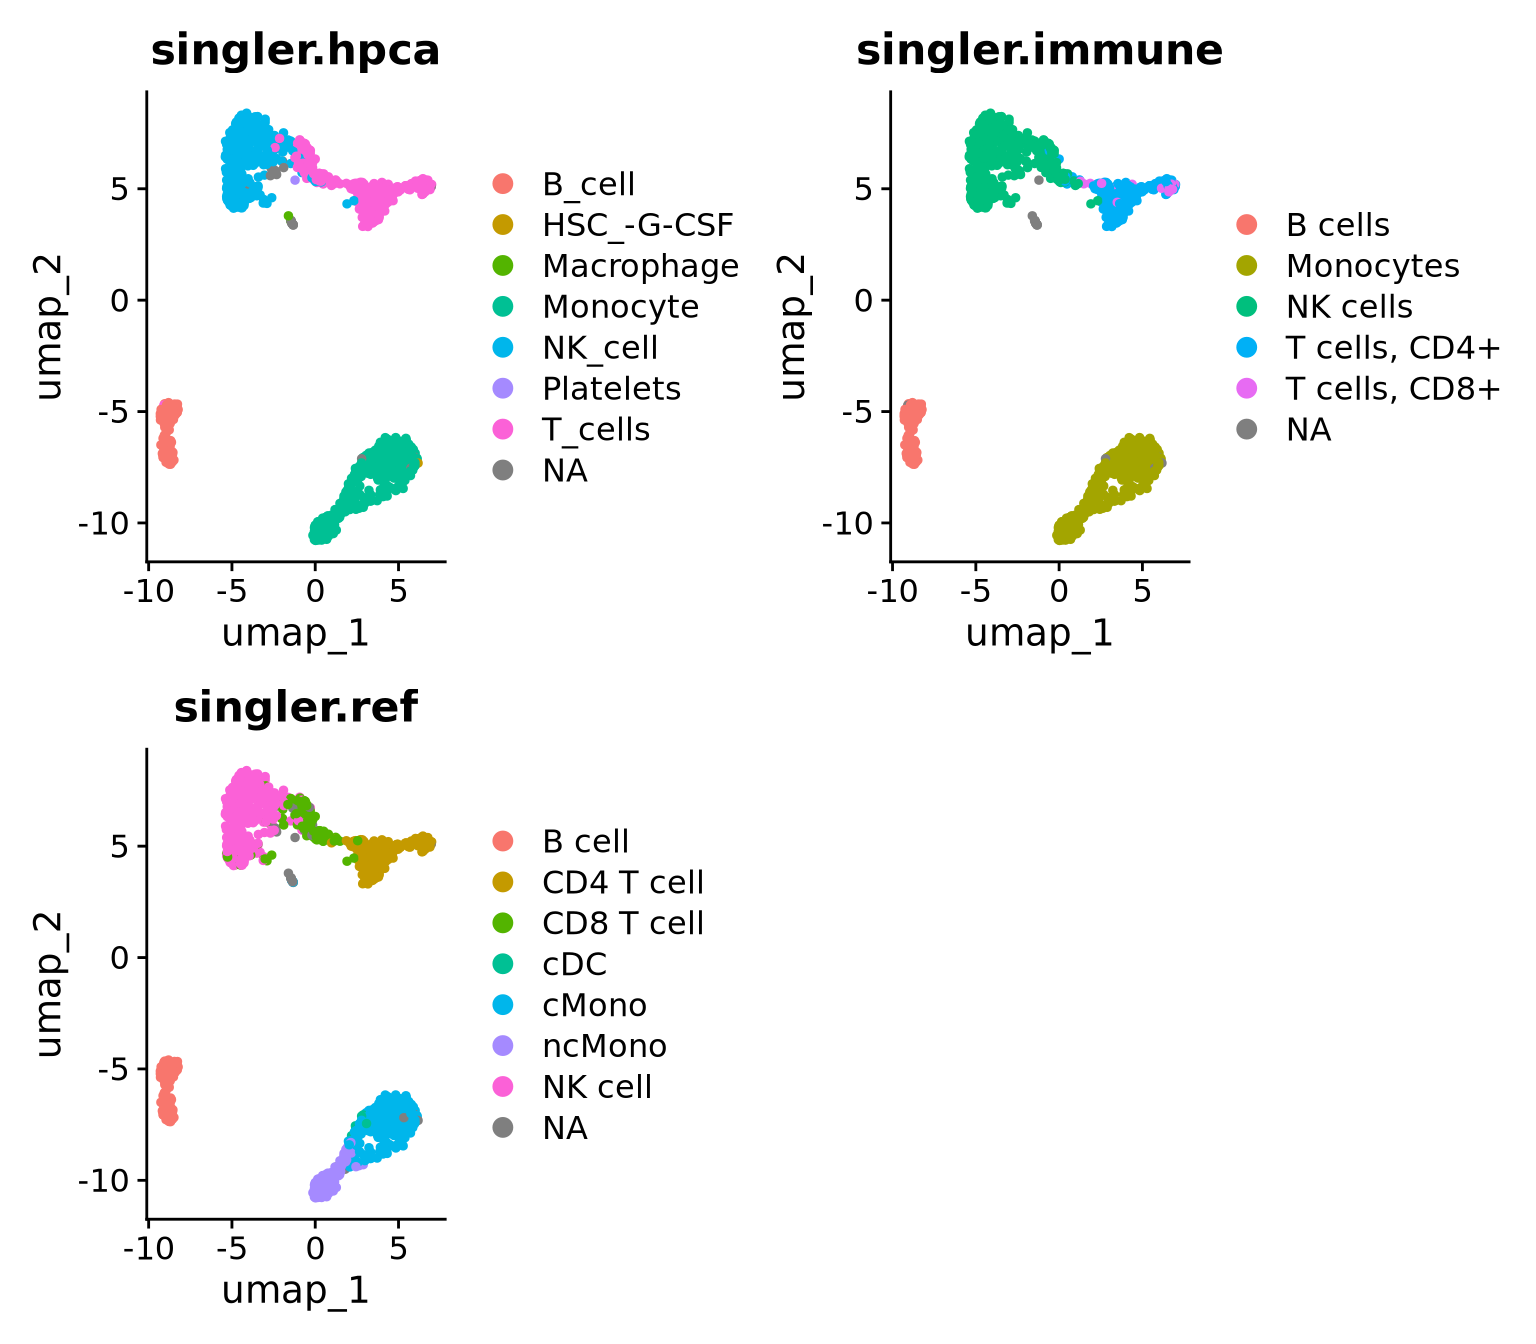 singler.hpca
umap_2
5
0
-5
-10
-10 -5 0 5
umap_1
B_cell
HSC_-G-CSF
Macrophage
Monocyte
NK_cell
Platelets
T_cells
NA
singler.immune
umap_2
5
0
-5
-10
-10 -5 0 5
umap_1
B cells
Monocytes
NK cells
T cells, CD4+
T cells, CD8+
NA
singler.ref
umap_2
5
0
-5
-10
-10 -5 0 5
umap_1
B cell
CD4 T cell
CD8 T cell
cDC
cMono
ncMono
NK cell
NA